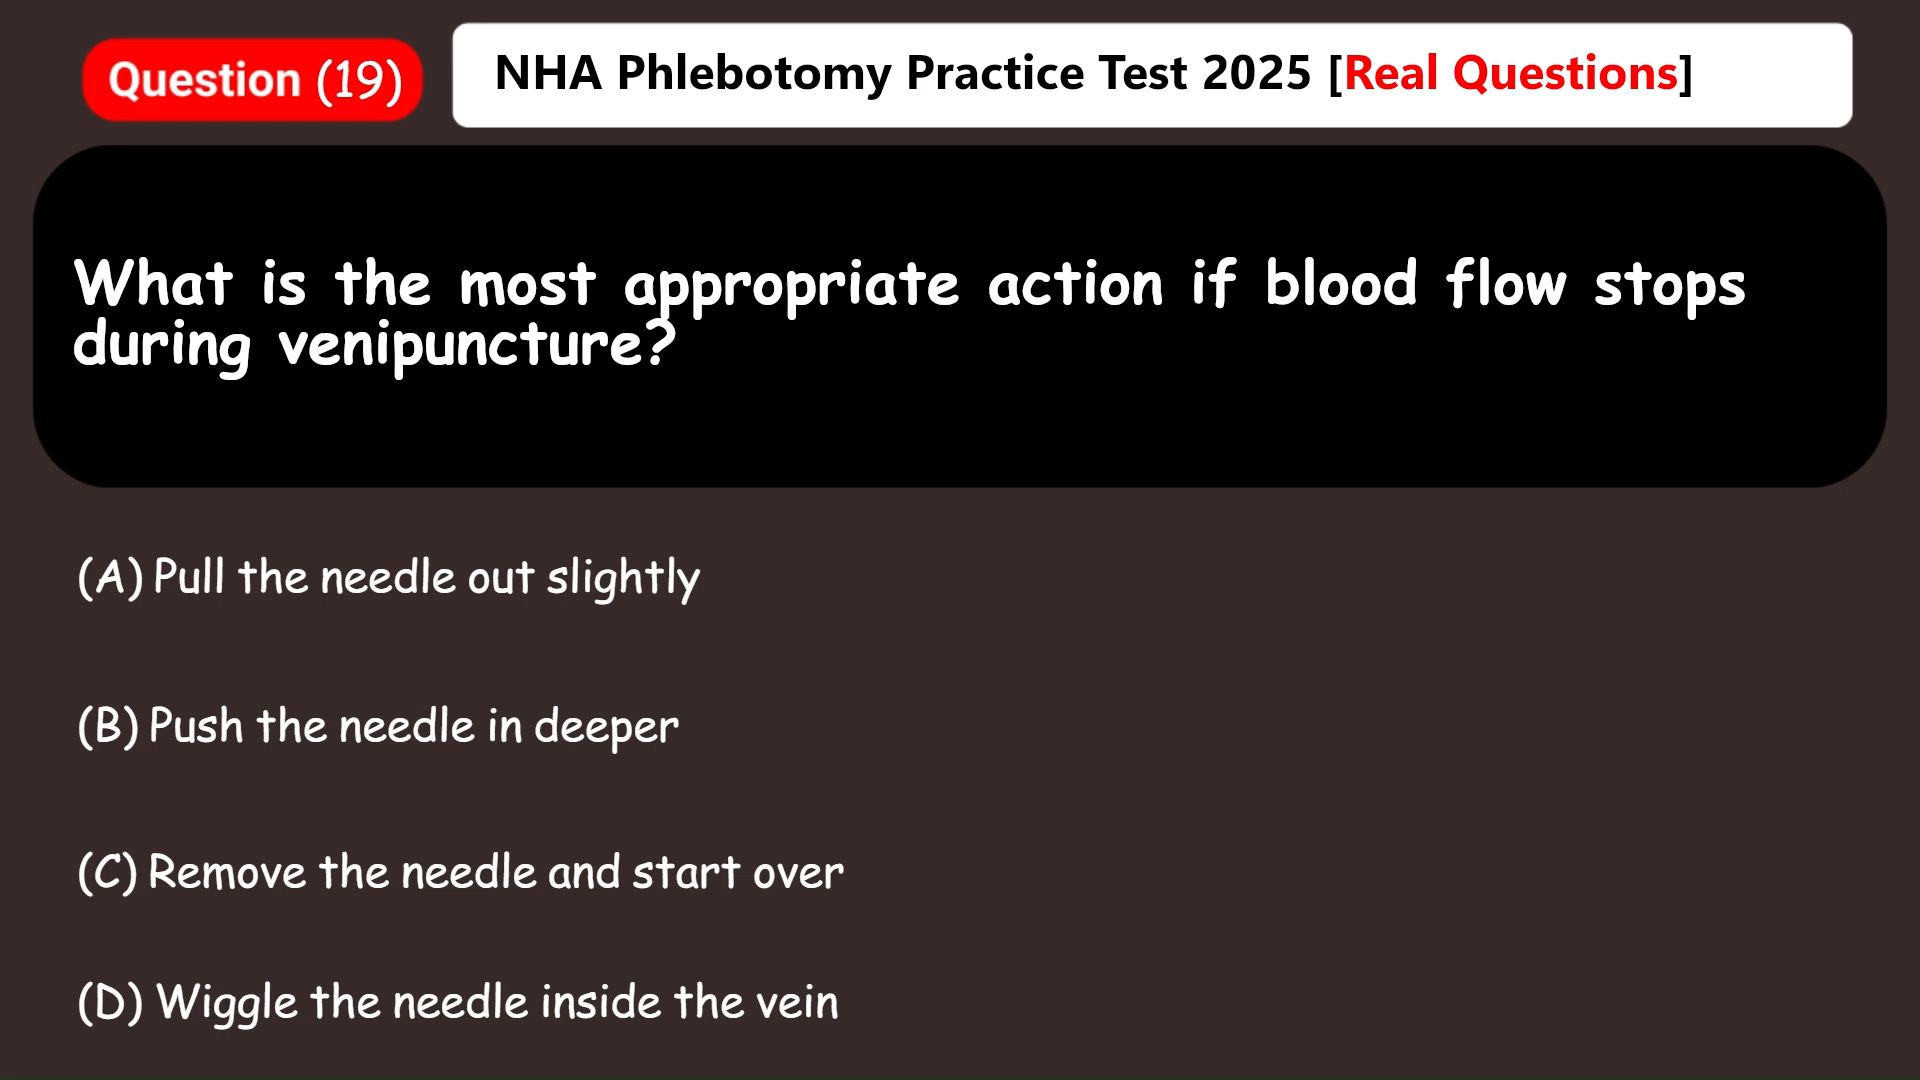 Question (19)
NHA Phlebotomy Practice Test 2025 [Real Questions]
What is the most appropriate action if blood flow stops
during venipuncture?
(A) Pull the needle out slightly
(B) Push the needle in deeper
(C) Remove the needle and start over
(D) Wiggle the needle inside the vein